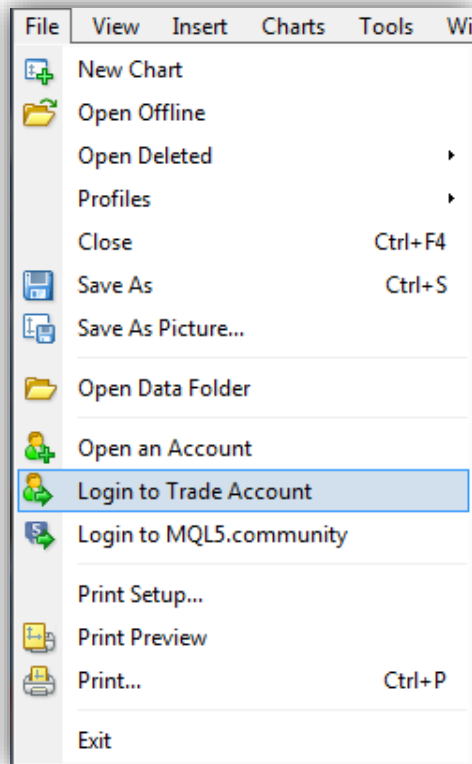 File View Insert Charts Tools Wi
New Chart
Open Offline
Open Deleted
Profiles
Close Ctrl+F4
Save As Ctrl+S
Save As Picture...
Open Data Folder
Open an Account
Login to Trade Account
5 Login to MQL5.community
Print Setup...
Print Preview
Print... Ctrl+P
Exit